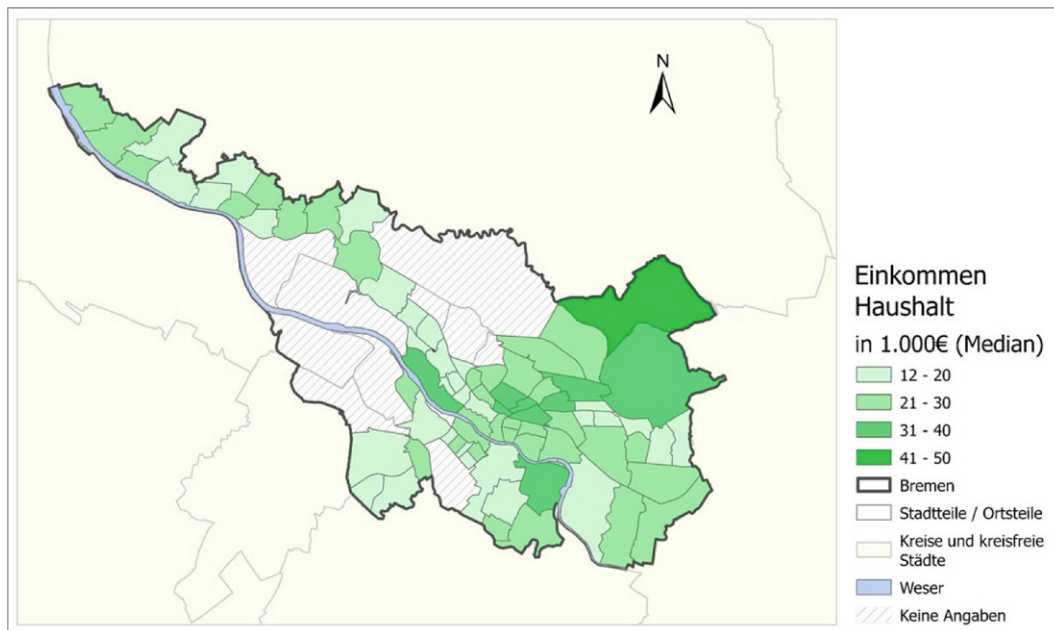 N
Einkommen
Haushalt
in 1.000€ (Median)
12 - 20
21 - 30
31 - 40
41 - 50
Bremen
Stadtteile / Ortsteile
Kreise und kreisfreie
Städte
Weser
Keine Angaben